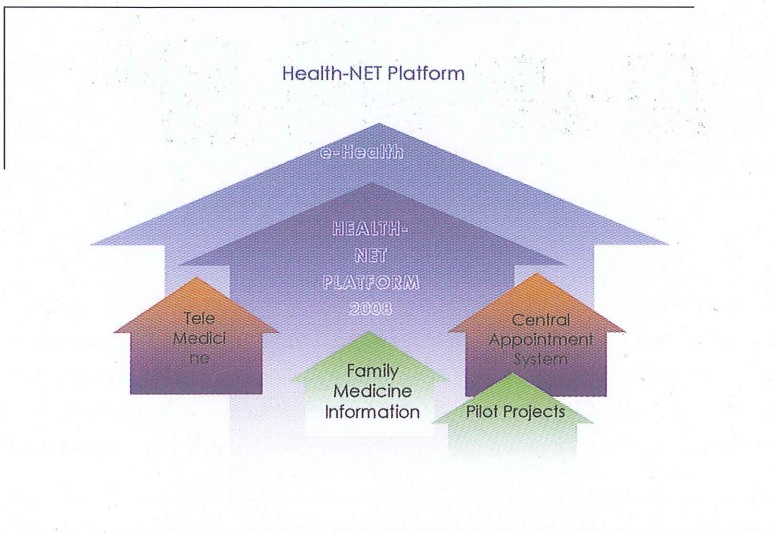 Health-NET Platform
e-Health
HEALTH-
NET
PLATFORM
2008
Tele
Medici
ne
Central
Appointment
System
Family
Medicine
Information
Pilot Projects